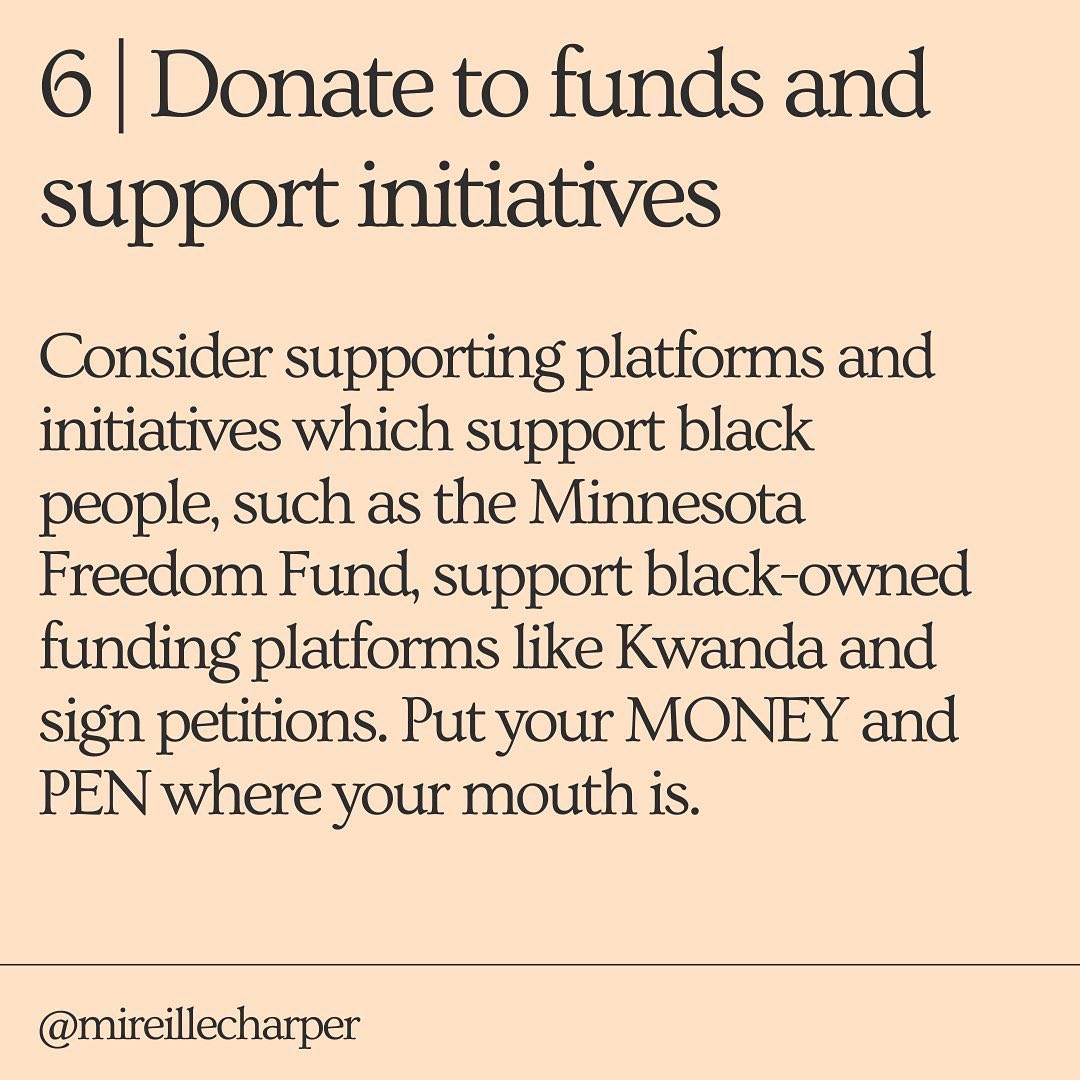 6 | Donate to funds and
support initiatives
Consider supporting platforms and
initiatives which support black
people, such as the Minnesota
Freedom Fund, support black-owned
funding platforms like Kwanda and
sign petitions. Put your MONEY and
PEN where your mouth is.
@mireillecharper